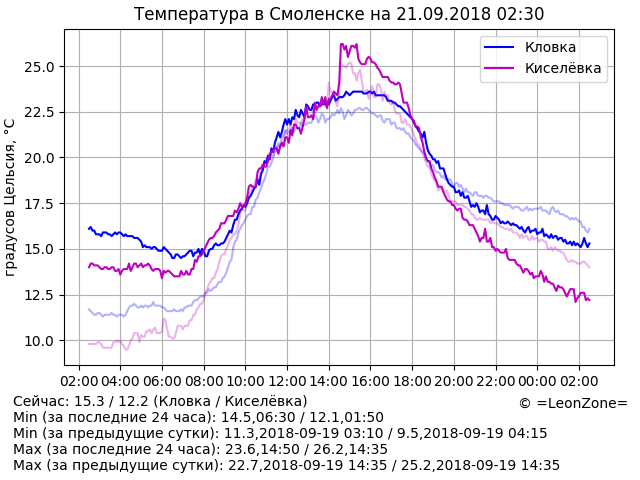 Температура в Смоленске на 21.09.2018 02:30
градусов Цельсия, °C
25.0
22.5
20.0
17.5
15.0
12.5
10.0
Кловка
Киселёвка
02:00 04:00 06:00 08:00 10:00 12:00 14:00 16:00 18:00 20:00 22:00 00:00 02:00
Сейчас: 15.3 / 12.2 (Кловка / Киселёвка)
© =LeonZone=
Min (за последние 24 часа): 14.5,06:30 / 12.1,01:50
Min (за предыдущие сутки): 11.3,2018-09-19 03:10 / 9.5,2018-09-19 04:15
Max (за последние 24 часа): 23.6,14:50 / 26.2,14:35
Max (за предыдущие сутки): 22.7,2018-09-19 14:35 / 25.2,2018-09-19 14:35